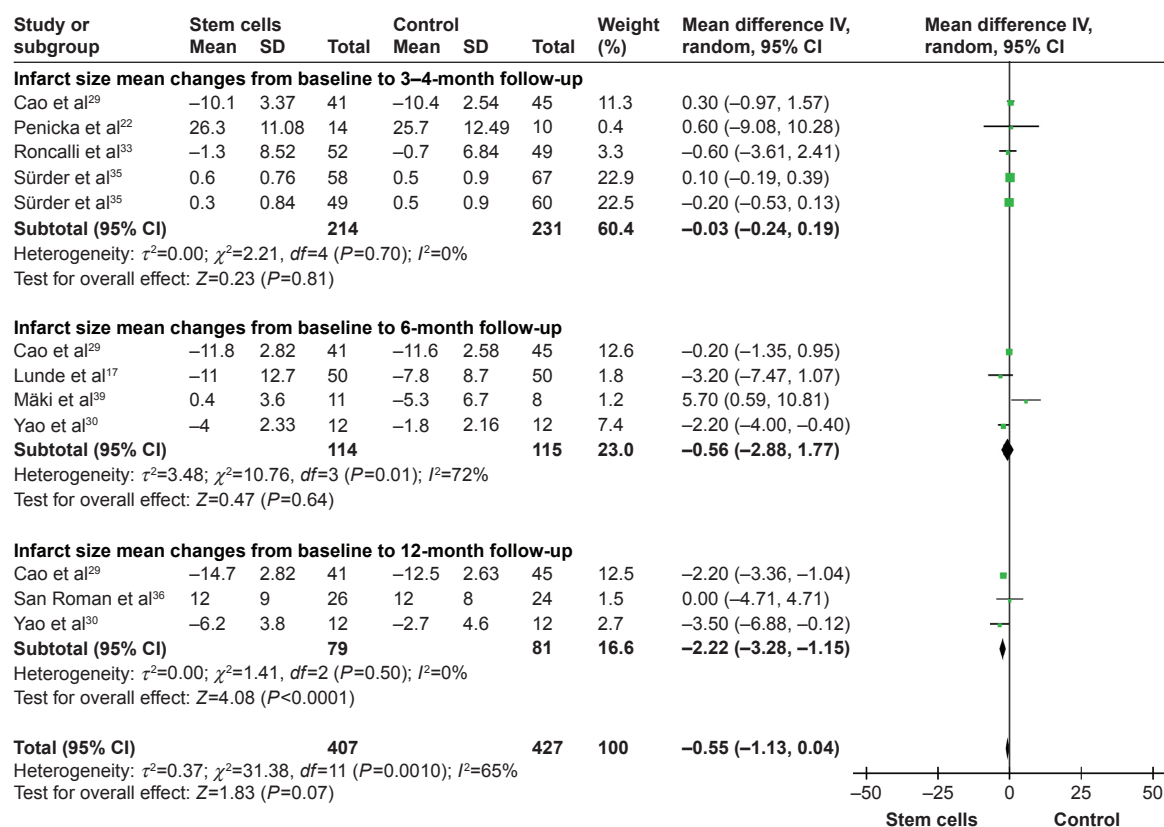 Study or subgroup Stem cells Control Weight (%) Mean difference IV, random, 95% CI Mean difference IV, random, 95% CI
Mean SD Total Mean SD Total
Infarct size mean changes from baseline to 3–4-month follow-up
Cao et al²⁹ –10.1 3.37 41 –10.4 2.54 45 11.3 0.30 (–0.97, 1.57)
Penicka et al²² 26.3 11.08 14 25.7 12.49 10 0.4 0.60 (–9.08, 10.28)
Roncalli et al³³ –1.3 8.52 52 –0.7 6.84 49 3.3 –0.60 (–3.61, 2.41)
Sürder et al³⁵ 0.6 0.76 58 0.5 0.9 67 22.9 0.10 (–0.19, 0.39)
Sürder et al³⁵ 0.3 0.84 49 0.5 0.9 60 22.5 –0.20 (–0.53, 0.13)
Subtotal (95% CI) 214 231 60.4 –0.03 (–0.24, 0.19)
Heterogeneity: τ²=0.00; χ²=2.21, df=4 (P=0.70); I²=0%
Test for overall effect: Z=0.23 (P=0.81)
Infarct size mean changes from baseline to 6-month follow-up
Cao et al²⁹ –11.8 2.82 41 –11.6 2.58 45 12.6 –0.20 (–1.35, 0.95)
Lunde et al¹⁷ –11 12.7 50 –7.8 8.7 50 1.8 –3.20 (–7.47, 1.07)
Mäki et al³⁹ 0.4 3.6 11 –5.3 6.7 8 1.2 5.70 (0.59, 10.81)
Yao et al³⁰ –4 2.33 12 –1.8 2.16 12 7.4 –2.20 (–4.00, –0.40)
Subtotal (95% CI) 114 115 23.0 –0.56 (–2.88, 1.77)
Heterogeneity: τ²=3.48; χ²=10.76, df=3 (P=0.01); I²=72%
Test for overall effect: Z=0.47 (P=0.64)
Infarct size mean changes from baseline to 12-month follow-up
Cao et al²⁹ –14.7 2.82 41 –12.5 2.63 45 12.5 –2.20 (–3.36, –1.04)
San Roman et al³⁶ 12 9 26 12 8 24 1.5 0.00 (–4.71, 4.71)
Yao et al³⁰ –6.2 3.8 12 –2.7 4.6 12 2.7 –3.50 (–6.88, –0.12)
Subtotal (95% CI) 79 81 16.6 –2.22 (–3.28, –1.15)
Heterogeneity: τ²=0.00; χ²=1.41, df=2 (P=0.50); I²=0%
Test for overall effect: Z=4.08 (P<0.0001)
Total (95% CI) 407 427 100 –0.55 (–1.13, 0.04)
Heterogeneity: τ²=0.37; χ²=31.38, df=11 (P=0.0010); I²=65%
Test for overall effect: Z=1.83 (P=0.07)
–50 –25 0 25 50
Stem cells Control